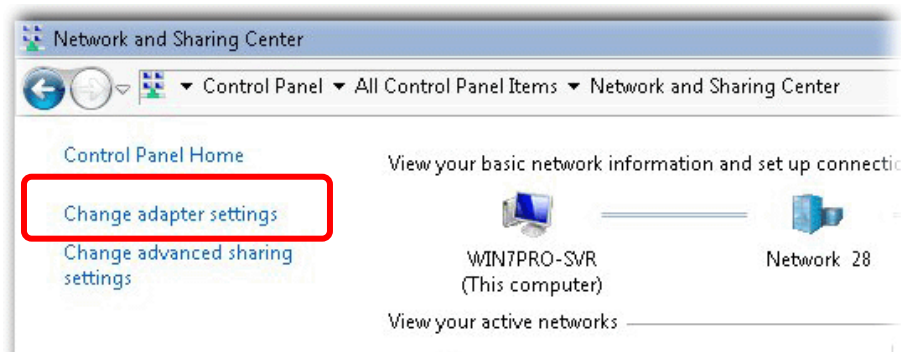 Network and Sharing Center
Control Panel All Control Panel Items Network and Sharing Center
Control Panel Home
View your basic network information and set up
Change adapter settings
Change advanced sharing
settings
WIN7PRO-SVR
(This computer)
Network 28
View your active networks